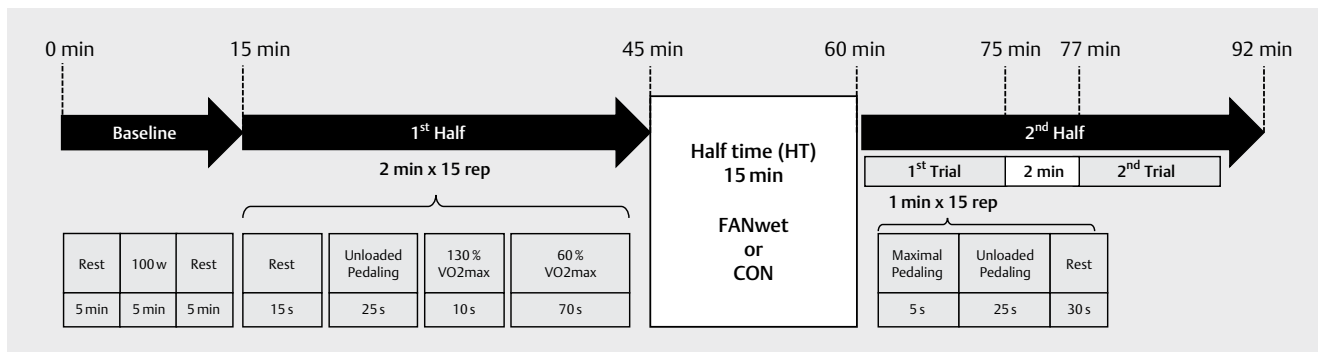 0 min 15 min 45 min 60 min 75 min 77 min 92 min
Baseline 1st Half 2nd Half
Half time (HT)
15 min
FANwet
or
CON
2 min x 15 rep
1st Trial 2 min 2nd Trial
1 min x 15 rep
Rest 100 w Rest
5 min 5 min 5 min
Rest Unloaded Pedaling 130 % VO2max 60 % VO2max
15 s 25 s 10 s 70 s
Maximal Pedaling Unloaded Pedaling Rest
5 s 25 s 30 s